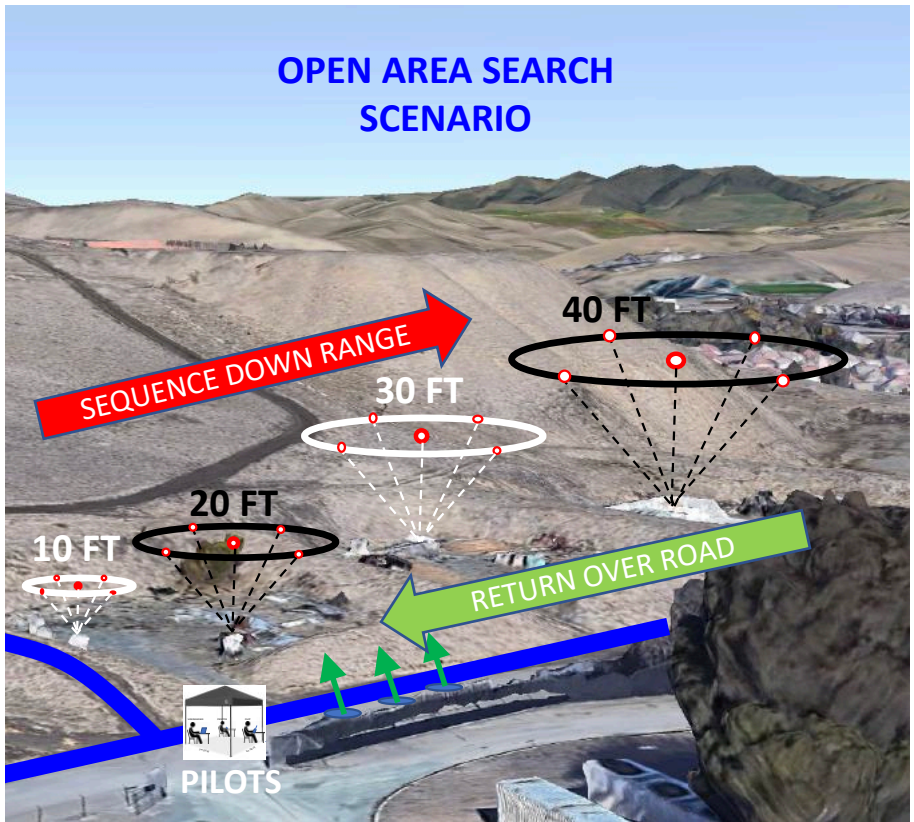 OPEN AREA SEARCH
SCENARIO
40 FT
SEQUENCE DOWN RANGE
30 FT
20 FT
10 FT
RETURN OVER ROAD
PILOTS